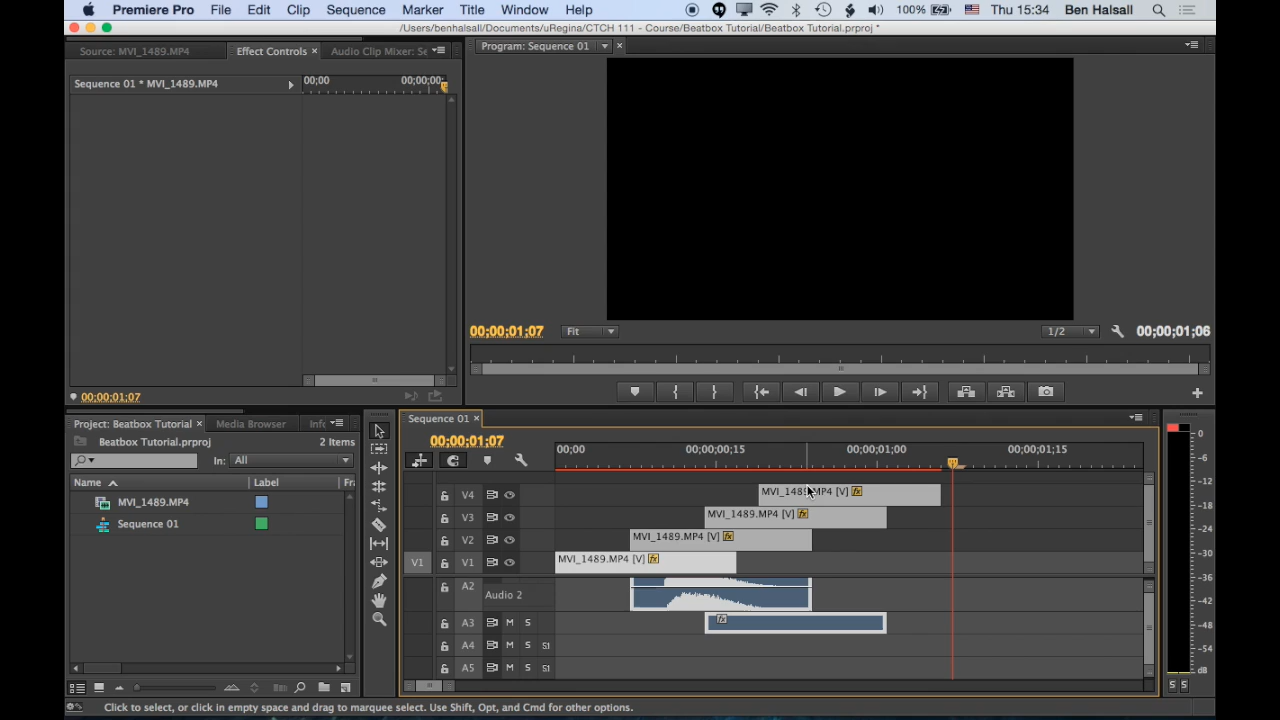 Premiere Pro File Edit Clip Sequence Marker Title Window Help 100% Thu 15:34 Ben Halsall
/Users/benhalsall/Documents/uRegina/CTCH 111 - Course/Beatbox Tutorial/Beatbox Tutorial.prproj *
Source: MVI_1489.MP4 Effect Controls × Audio Clip Mixer: Se
Program: Sequence 01 ×
Sequence 01 * MVI_1489.MP4 00;00 00;00;00;
00;00;01;07 Fit 1/2 00;00;01;06
00;00;01;07
Project: Beatbox Tutorial × Media Browser Info
Beatbox Tutorial.prproj 2 Items
In: All
Name Label Fr
MVI_1489.MP4
Sequence 01
Sequence 01 ×
00;00;01;07
00;00 00;00;00;15 00;00;01;00 00;00;01;15
V4 MVI_1489.MP4 [V] fx
V3 MVI_1489.MP4 [V] fx
V2 MVI_1489.MP4 [V] fx
V1 V1 MVI_1489.MP4 [V] fx
A2 Audio 2
A3 M S fx
A4 M S S1
A5 M S S1
0
-6
-12
-18
-24
-30
-36
-42
-48
-54
dB
S S
Click to select, or click in empty space and drag to marquee select. Use Shift, Opt, and Cmd for other options.